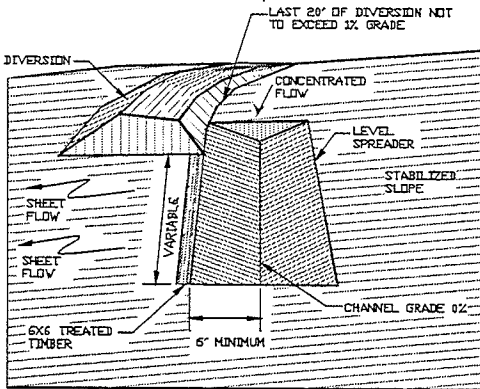 LAST 20' OF DIVERSION NOT
TO EXCEED 1% GRADE
DIVERSION
CONCENTRATED
FLOW
LEVEL
SPREADER
STABILIZED
SLOPE
SHEET
FLOW
VARIABLE
SHEET
FLOW
CHANNEL GRADE 0%
6X6 TREATED
TIMBER
6' MINIMUM